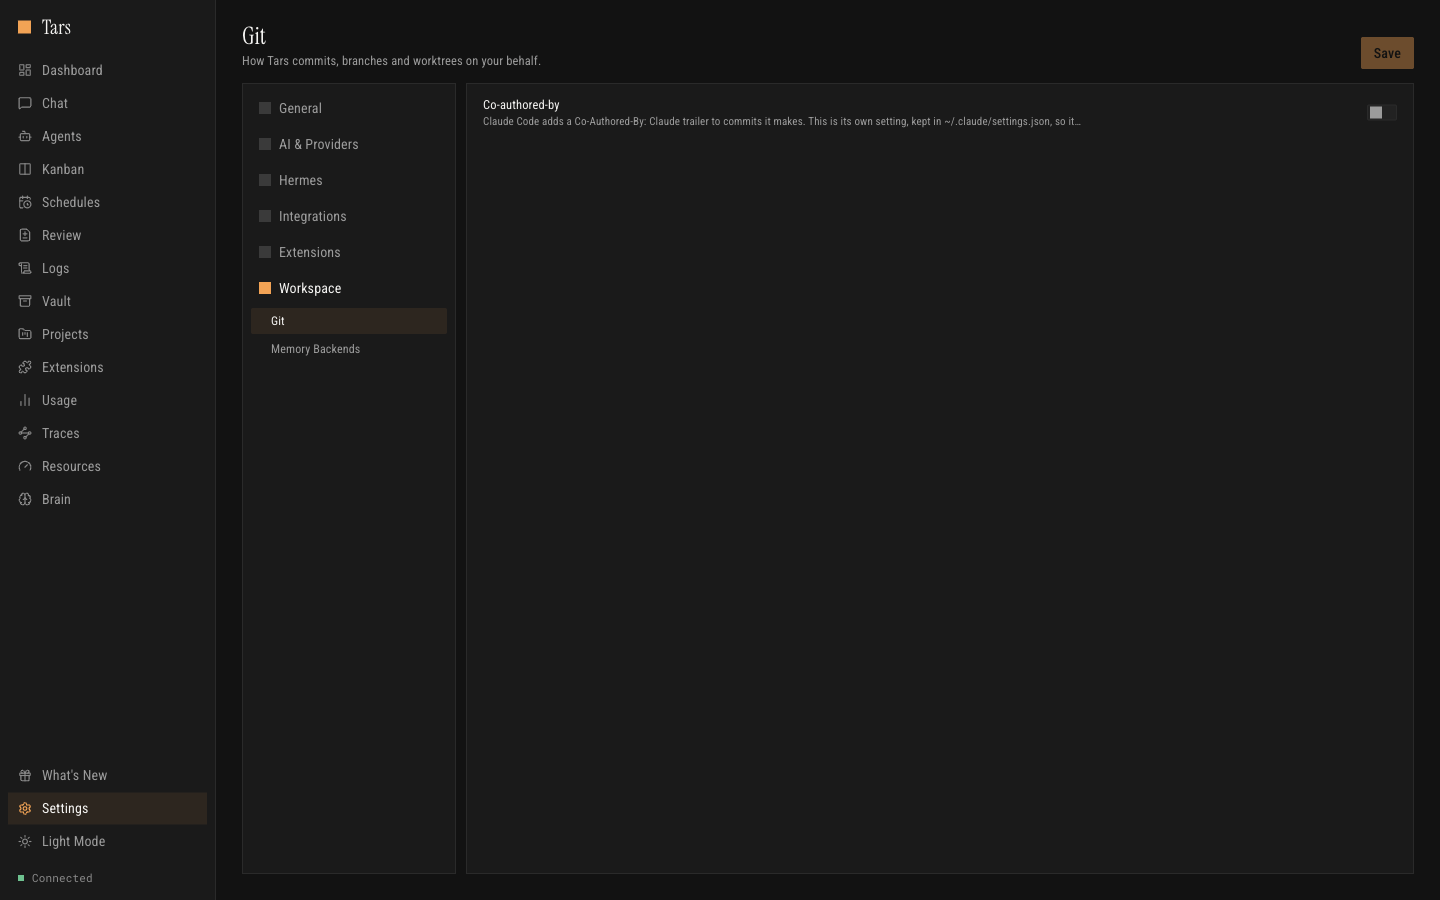 Tars
Dashboard
Chat
Agents
Kanban
Schedules
Review
Logs
Vault
Projects
Extensions
Usage
Traces
Resources
Brain
What's New
Settings
Light Mode
Connected
Git
How Tars commits, branches and worktrees on your behalf.
Save
General
AI & Providers
Hermes
Integrations
Extensions
Workspace
Git
Memory Backends
Co-authored-by
Claude Code adds a Co-Authored-By: Claude trailer to commits it makes. This is its own setting, kept in ~/.claude/settings.json, so it…